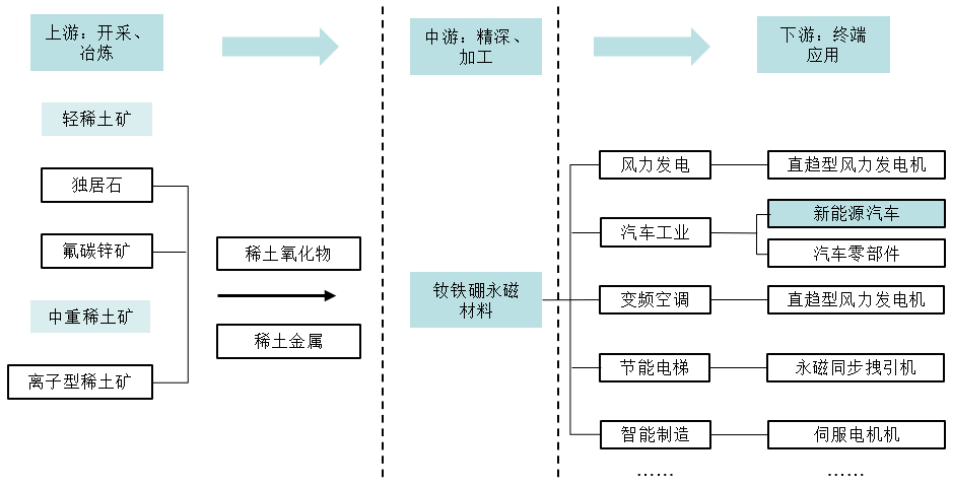 上游：开采、
冶炼
中游：精深、
加工
下游：终端
应用
轻稀土矿
独居石
氟碳锌矿
中重稀土矿
离子型稀土矿
稀土氧化物
稀土金属
钕铁硼永磁
材料
风力发电
直趋型风力发电机
汽车工业
新能源汽车
汽车零部件
变频空调
直趋型风力发电机
节能电梯
永磁同步拽引机
智能制造
伺服电机机
……
……